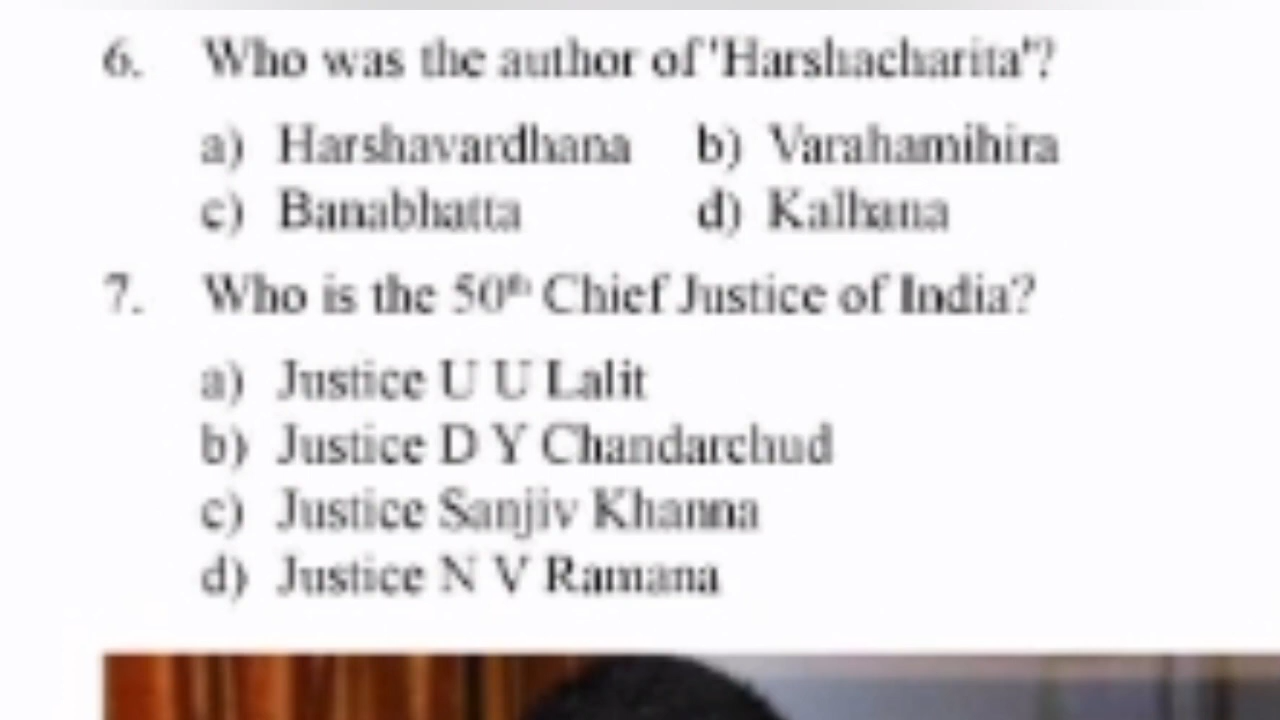 6. Who was the author of 'Harshacharita'?
a) Harshavardhana b) Varahamihira
c) Banabhatta d) Kalhana
7. Who is the 50th Chief Justice of India?
a) Justice U U Lalit
b) Justice D Y Chandarchud
c) Justice Sanjiv Khanna
d) Justice N V Ramana